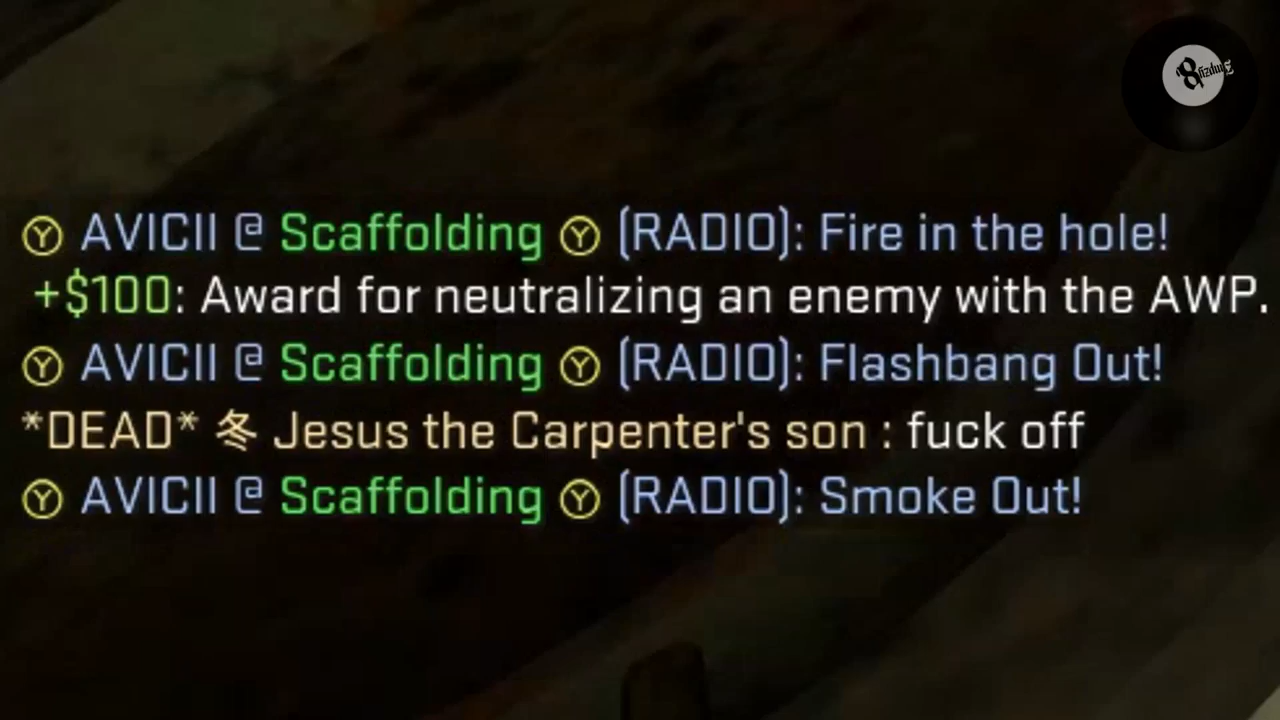 Ⓨ AVICII @ Scaffolding Ⓨ (RADIO): Fire in the hole!
+$100: Award for neutralizing an enemy with the AWP.
Ⓨ AVICII @ Scaffolding Ⓨ (RADIO): Flashbang Out!
*DEAD* 冬 Jesus the Carpenter's son : fuck off
Ⓨ AVICII @ Scaffolding Ⓨ (RADIO): Smoke Out!